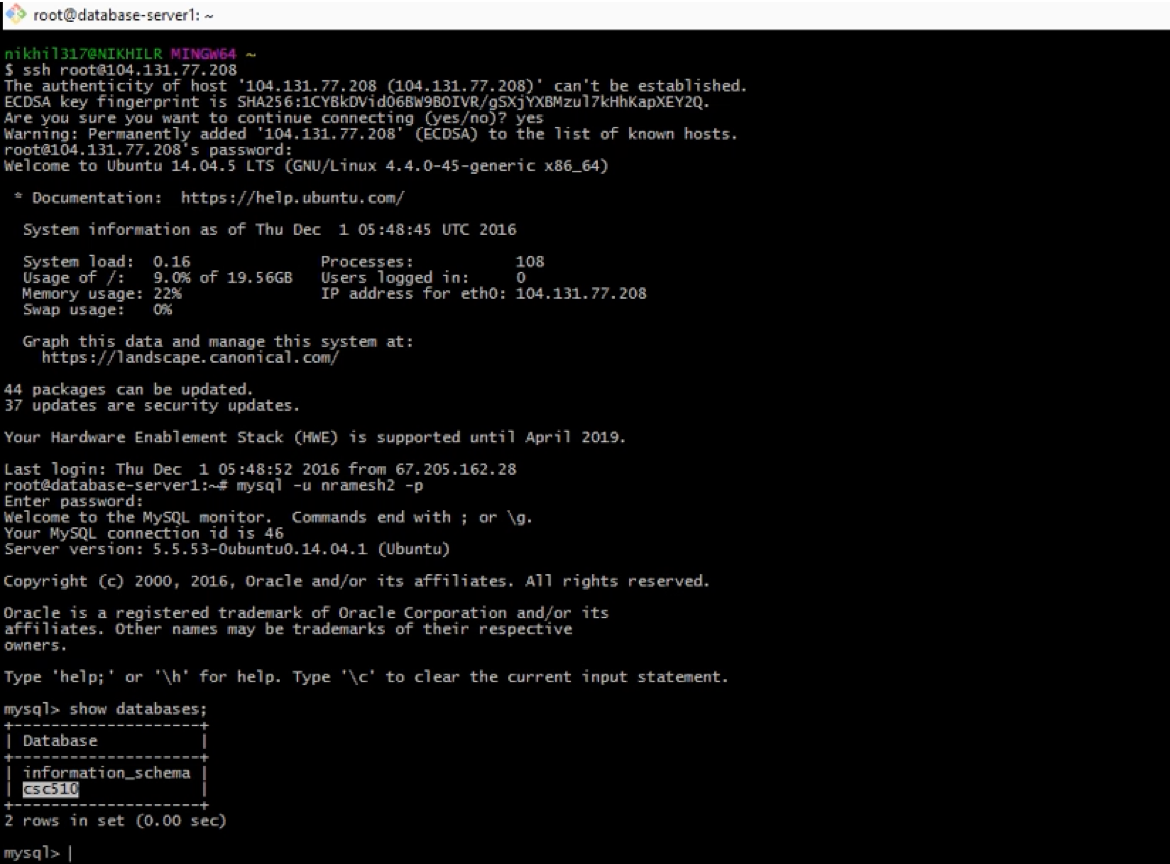 root@database-server1: ~
nikhil317@NIKHILR MINGW64 ~
$ ssh root@104.131.77.208
The authenticity of host '104.131.77.208 (104.131.77.208)' can't be established.
ECDSA key fingerprint is SHA256:1CYBkDVid06BW9BOIVR/gSXjYXBMzul7kHhKapXEY2Q.
Are you sure you want to continue connecting (yes/no)? yes
Warning: Permanently added '104.131.77.208' (ECDSA) to the list of known hosts.
root@104.131.77.208's password:
Welcome to Ubuntu 14.04.5 LTS (GNU/Linux 4.4.0-45-generic x86_64)
* Documentation:  https://help.ubuntu.com/
System information as of Thu Dec  1 05:48:45 UTC 2016
System load:  0.16              Processes:           108
Usage of /:   9.0% of 19.56GB   Users logged in:     0
Memory usage: 22%               IP address for eth0: 104.131.77.208
Swap usage:   0%
Graph this data and manage this system at:
https://landscape.canonical.com/
44 packages can be updated.
37 updates are security updates.
Your Hardware Enablement Stack (HWE) is supported until April 2019.
Last login: Thu Dec  1 05:48:52 2016 from 67.205.162.28
root@database-server1:~# mysql -u nramesh2 -p
Enter password:
Welcome to the MySQL monitor.  Commands end with ; or \g.
Your MySQL connection id is 46
Server version: 5.5.53-0ubuntu0.14.04.1 (Ubuntu)
Copyright (c) 2000, 2016, Oracle and/or its affiliates. All rights reserved.
Oracle is a registered trademark of Oracle Corporation and/or its
affiliates. Other names may be trademarks of their respective
owners.
Type 'help;' or '\h' for help. Type '\c' to clear the current input statement.
mysql> show databases;
+--------------------+
| Database           |
+--------------------+
| information_schema |
| csc510             |
+--------------------+
2 rows in set (0.00 sec)
mysql> |